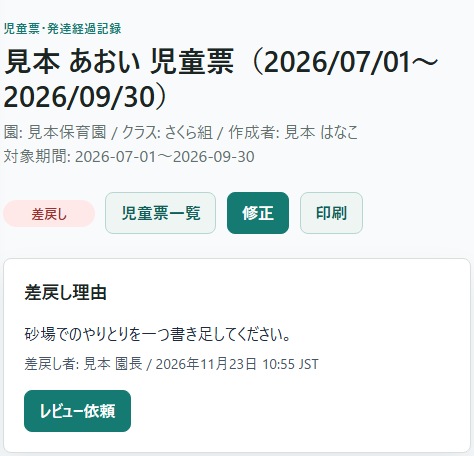 児童票・発達経過記録
見本 あおい 児童票（2026/07/01～
2026/09/30）
園: 見本保育園 / クラス: さくら組 / 作成者: 見本 はなこ
対象期間: 2026-07-01～2026-09-30
差戻し
児童票一覧
修正
印刷
差戻し理由
砂場でのやりとりを一つ書き足してください。
差戻し者: 見本 園長 / 2026年11月23日 10:55 JST
レビュー依頼